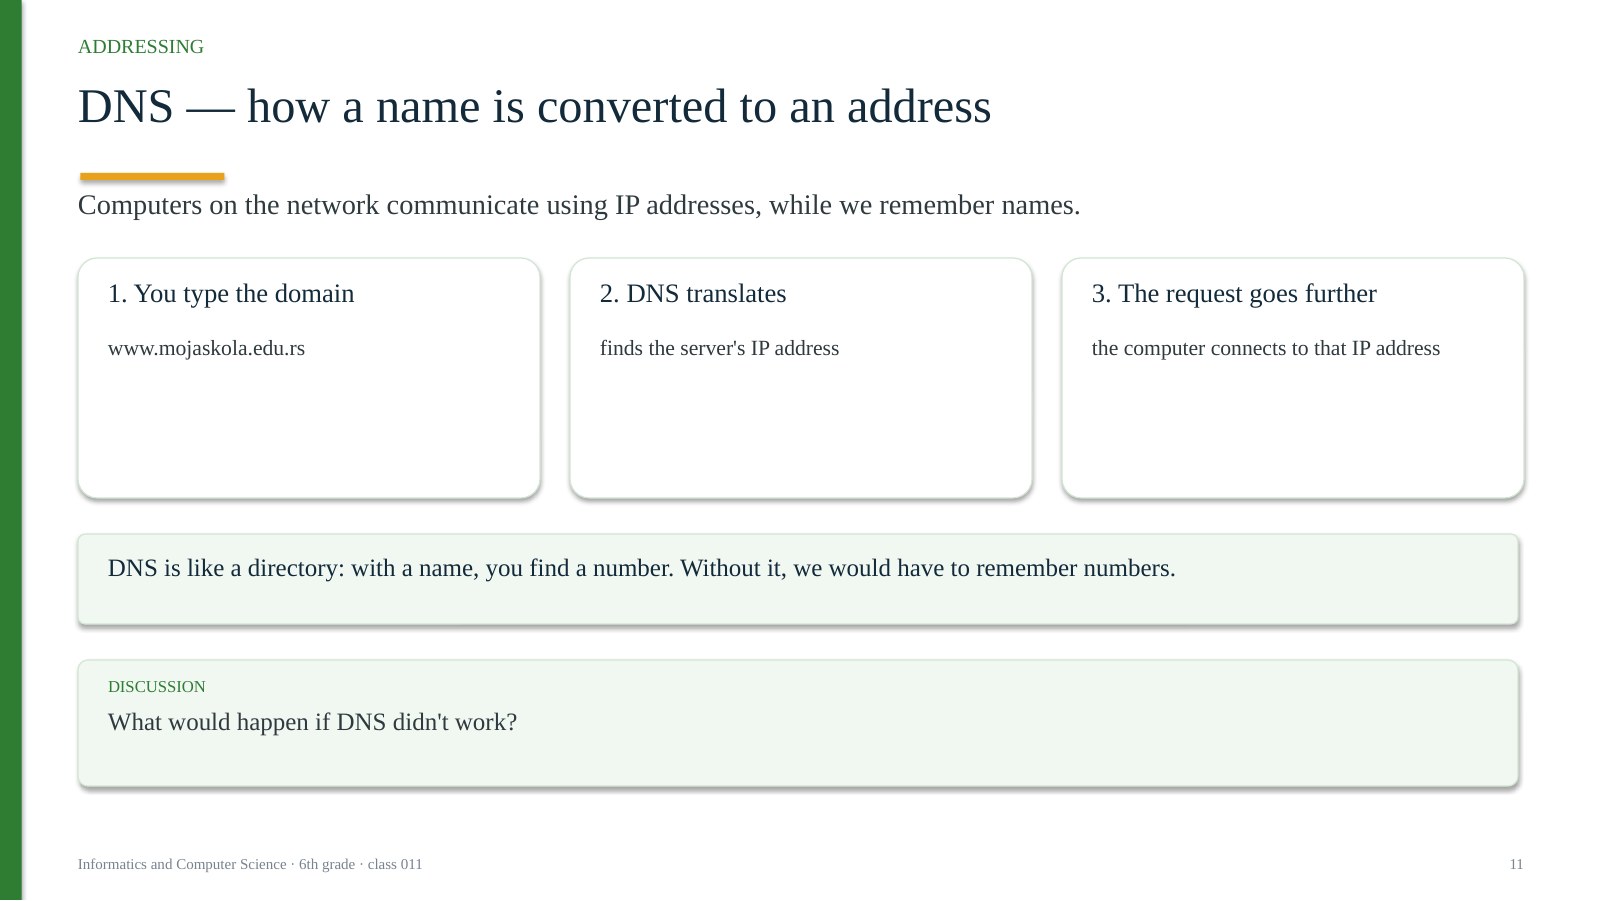 ADDRESSING
DNS — how a name is converted to an address
Computers on the network communicate using IP addresses, while we remember names.
1. You type the domain
www.mojaskola.edu.rs
2. DNS translates
finds the server's IP address
3. The request goes further
the computer connects to that IP address
DNS is like a directory: with a name, you find a number. Without it, we would have to remember numbers.
DISCUSSION
What would happen if DNS didn't work?
Informatics and Computer Science · 6th grade · class 011
11